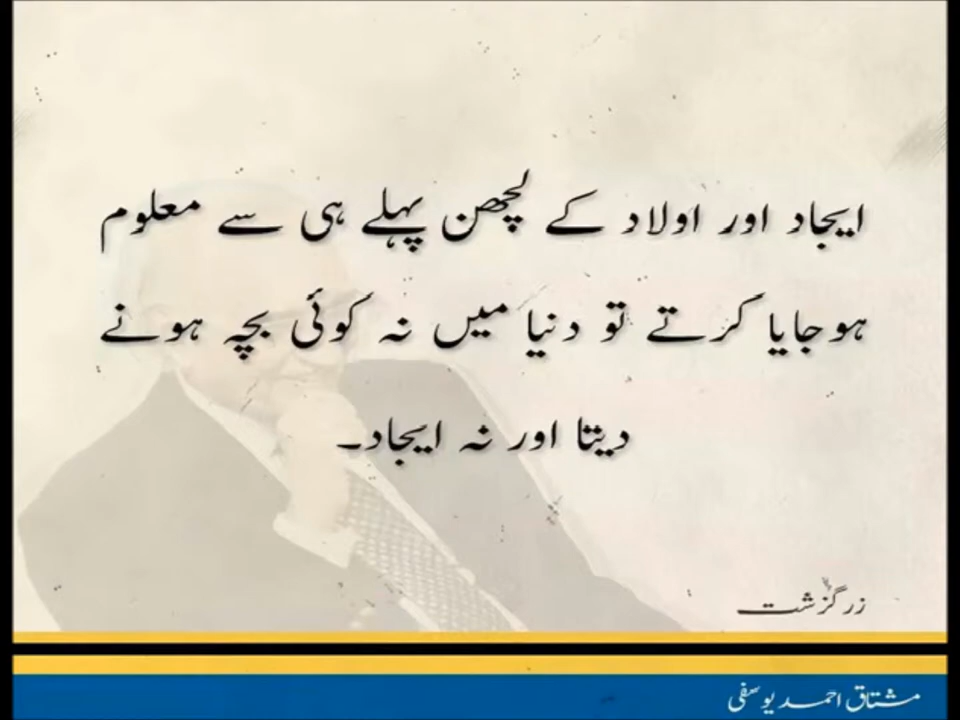 ایجاد اور اولاد کے لچھن پہلے ہی سے معلوم
ہوجایا کرتے تو دنیا میں نہ کوئی بچہ ہونے
دیتا اور نہ ایجاد۔
زرگزشت
مشتاق احمد یوسفی